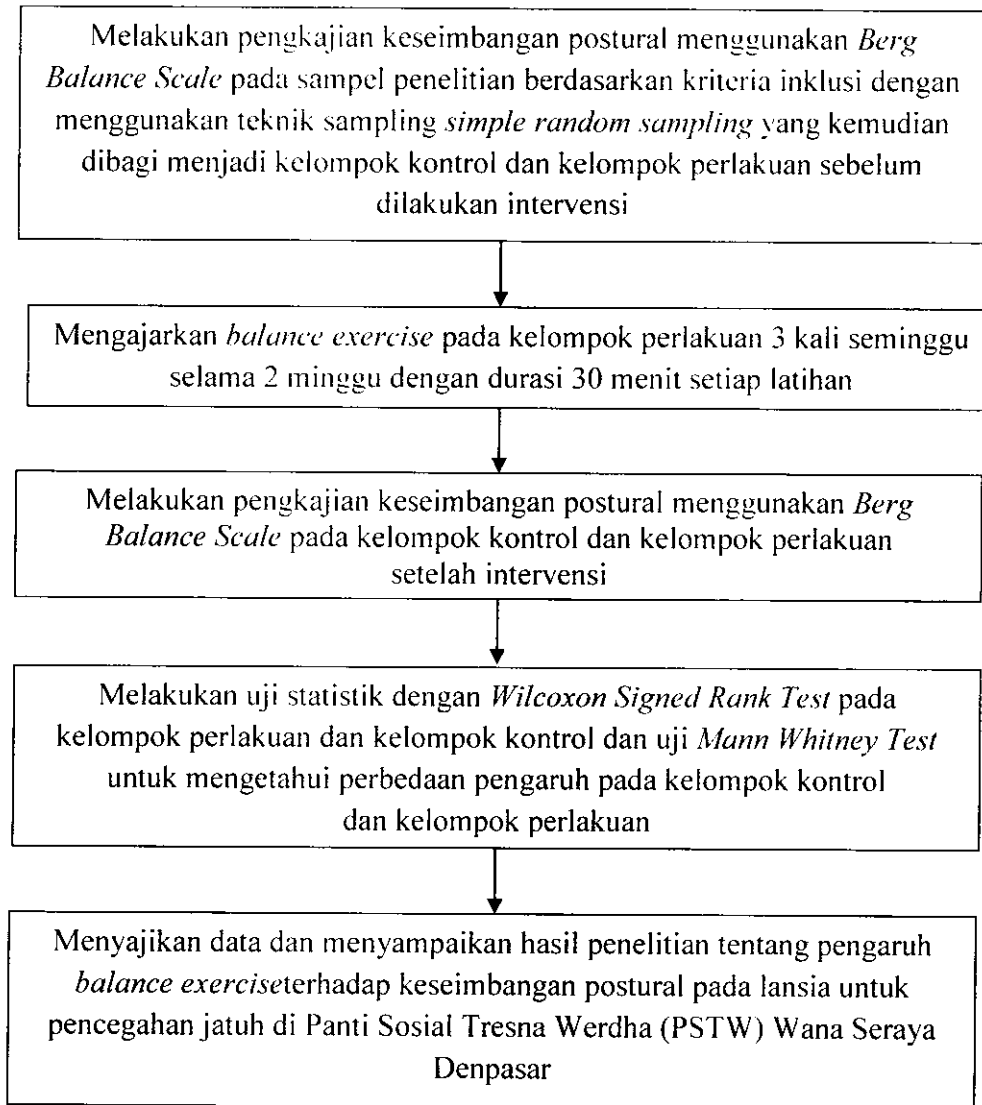 Melakukan pengkajian keseimbangan postural menggunakan Berg
Balance Scale pada sampel penelitian berdasarkan kriteria inklusi dengan
menggunakan teknik sampling simple random sampling yang kemudian
dibagi menjadi kelompok kontrol dan kelompok perlakuan sebelum
dilakukan intervensi
Mengajarkan balance exercise pada kelompok perlakuan 3 kali seminggu
selama 2 minggu dengan durasi 30 menit setiap latihan
Melakukan pengkajian keseimbangan postural menggunakan Berg
Balance Scale pada kelompok kontrol dan kelompok perlakuan
setelah intervensi
Melakukan uji statistik dengan Wilcoxon Signed Rank Test pada
kelompok perlakuan dan kelompok kontrol dan uji Mann Whitney Test
untuk mengetahui perbedaan pengaruh pada kelompok kontrol
dan kelompok perlakuan
Menyajikan data dan menyampaikan hasil penelitian tentang pengaruh
balance exerciseterhadap keseimbangan postural pada lansia untuk
pencegahan jatuh di Panti Sosial Tresna Werdha (PSTW) Wana Seraya
Denpasar